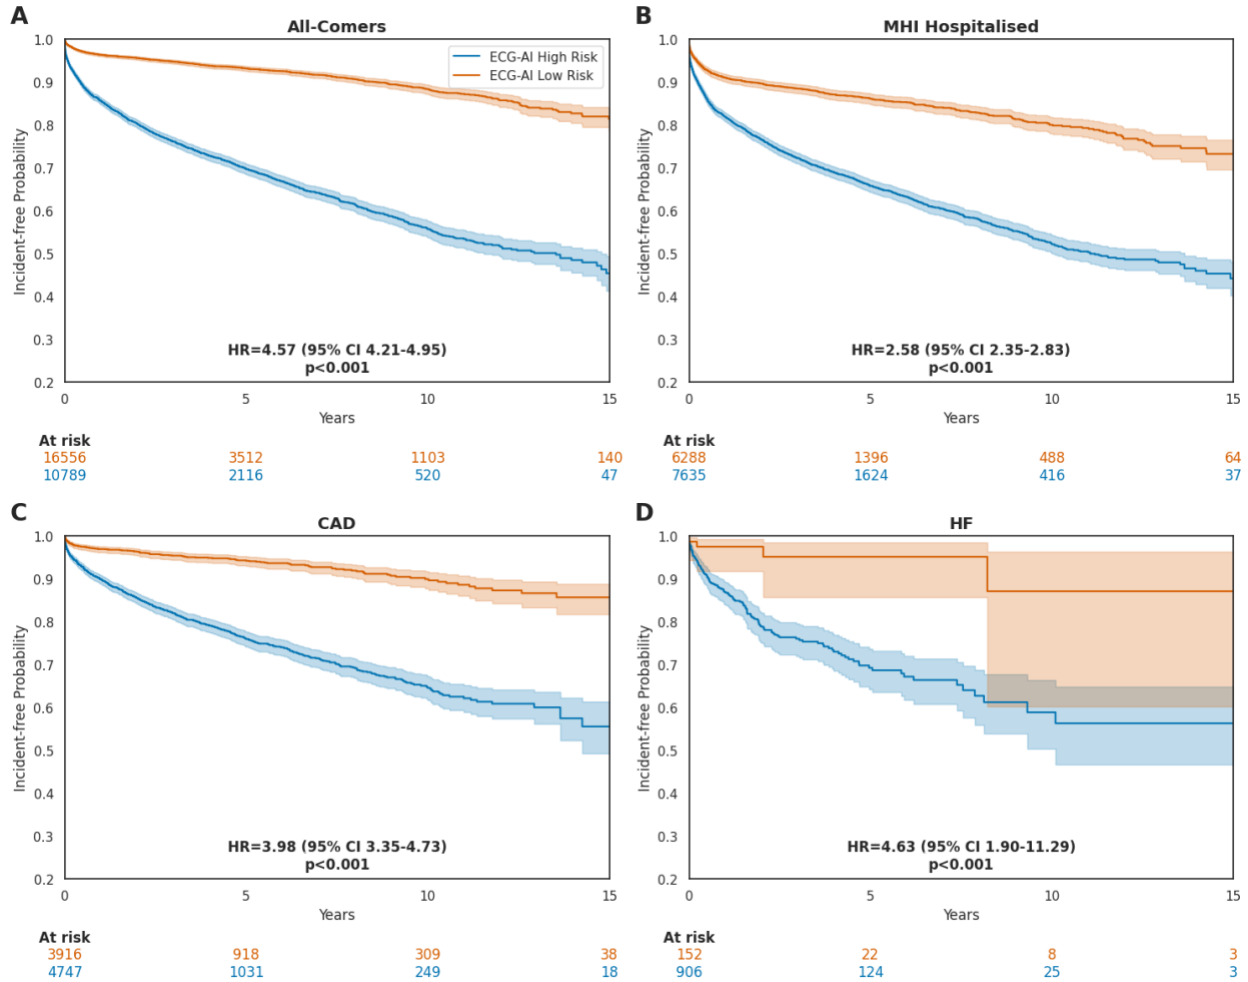 A
All-Comers
1.0
0.9
0.8
0.7
0.6
0.5
0.4
0.3
0.2
Incident-free Probability
ECG-AI High Risk
ECG-AI Low Risk
HR=4.57 (95% CI 4.21-4.95)
p<0.001
0 5 10 15
Years
At risk
16556 3512 1103 140
10789 2116 520 47
B
MHI Hospitalised
1.0
0.9
0.8
0.7
0.6
0.5
0.4
0.3
0.2
Incident-free Probability
HR=2.58 (95% CI 2.35-2.83)
p<0.001
0 5 10 15
Years
At risk
6288 1396 488 64
7635 1624 416 37
C
CAD
1.0
0.9
0.8
0.7
0.6
0.5
0.4
0.3
0.2
Incident-free Probability
HR=3.98 (95% CI 3.35-4.73)
p<0.001
0 5 10 15
Years
At risk
3916 918 309 38
4747 1031 249 18
D
HF
1.0
0.9
0.8
0.7
0.6
0.5
0.4
0.3
0.2
Incident-free Probability
HR=4.63 (95% CI 1.90-11.29)
p<0.001
0 5 10 15
Years
At risk
152 22 8 3
906 124 25 3